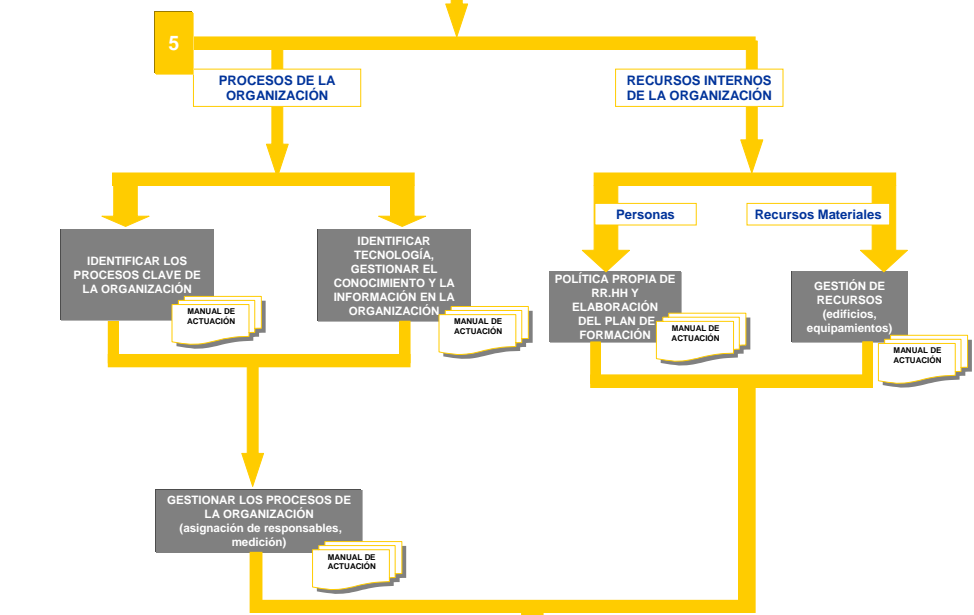 5
PROCESOS DE LA
ORGANIZACIÓN
RECURSOS INTERNOS
DE LA ORGANIZACIÓN
Personas
Recursos Materiales
IDENTIFICAR LOS
PROCESOS CLAVE DE
LA ORGANIZACIÓN
MANUAL DE
ACTUACIÓN
IDENTIFICAR
TECNOLOGÍA,
GESTIONAR EL
CONOCIMIENTO Y LA
INFORMACIÓN EN LA
ORGANIZACIÓN
MANUAL DE
ACTUACIÓN
POLÍTICA PROPIA DE
RR.HH Y
ELABORACIÓN
DEL PLAN DE
FORMACIÓN
MANUAL DE
ACTUACIÓN
GESTIÓN DE
RECURSOS
(edificios,
equipamientos)
MANUAL DE
ACTUACIÓN
GESTIONAR LOS PROCESOS DE
LA ORGANIZACIÓN
(asignación de responsables,
medición)
MANUAL DE
ACTUACIÓN